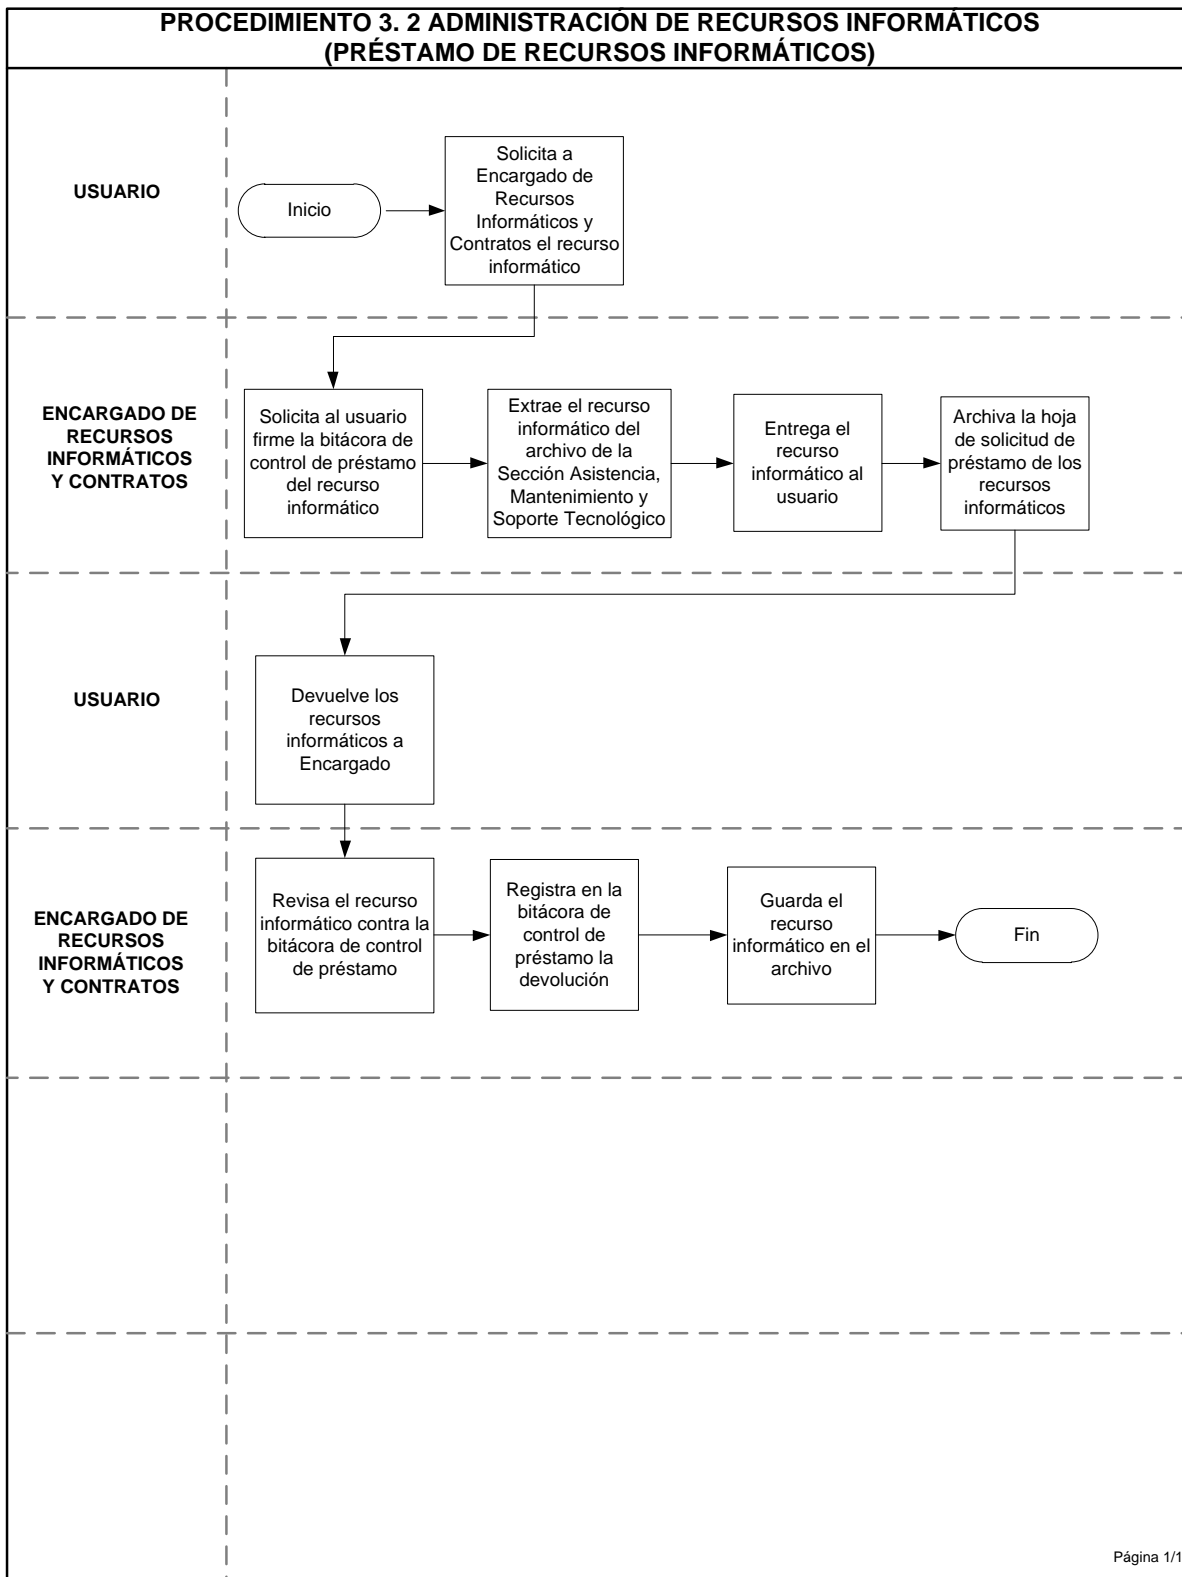 PROCEDIMIENTO 3. 2 ADMINISTRACIÓN DE RECURSOS INFORMÁTICOS
(PRÉSTAMO DE RECURSOS INFORMÁTICOS)
USUARIO
Inicio
Solicita a
Encargado de
Recursos
Informáticos y
Contratos el recurso
informático
ENCARGADO DE
RECURSOS
INFORMÁTICOS
Y CONTRATOS
Solicita al usuario
firme la bitácora de
control de préstamo
del recurso
informático
Extrae el recurso
informático del
archivo de la
Sección Asistencia,
Mantenimiento y
Soporte Tecnológico
Entrega el
recurso
informático al
usuario
Archiva la hoja
de solicitud de
préstamo de los
recursos
informáticos
USUARIO
Devuelve los
recursos
informáticos a
Encargado
ENCARGADO DE
RECURSOS
INFORMÁTICOS
Y CONTRATOS
Revisa el recurso
informático contra la
bitácora de control
de préstamo
Registra en la
bitácora de
control de
préstamo la
devolución
Guarda el
recurso
informático en el
archivo
Fin
Página 1/1